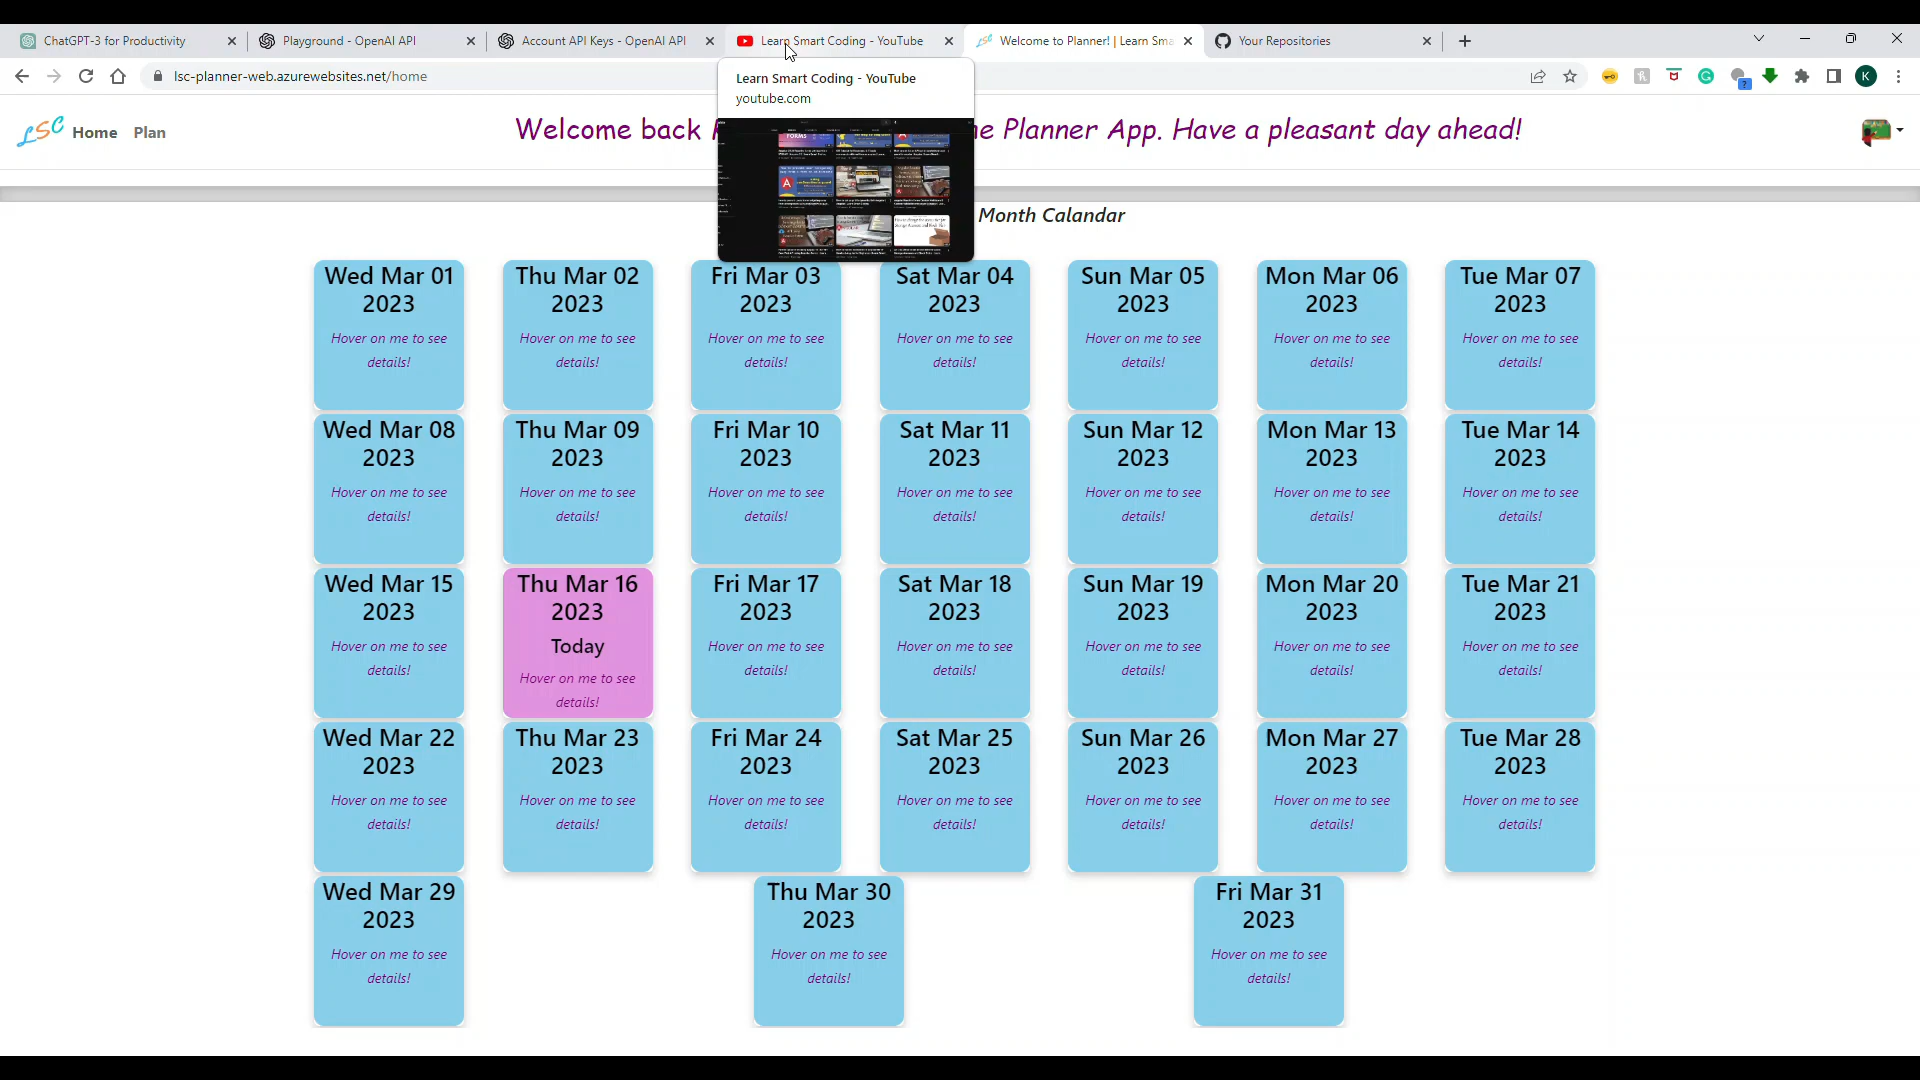 ChatGPT-3 for Productivity
Playground - OpenAI API
Account API Keys - OpenAI API
Learn Smart Coding - YouTube
Welcome to Planner! | Learn Sma
Your Repositories
lsc-planner-web.azurewebsites.net/home
K
Learn Smart Coding - YouTube
youtube.com
LSC Home Plan
Welcome back
Planner App. Have a pleasant day ahead!
Month Calandar
Wed Mar 01 2023
Hover on me to see details!
Thu Mar 02 2023
Hover on me to see details!
Fri Mar 03 2023
Hover on me to see details!
Sat Mar 04 2023
Hover on me to see details!
Sun Mar 05 2023
Hover on me to see details!
Mon Mar 06 2023
Hover on me to see details!
Tue Mar 07 2023
Hover on me to see details!
Wed Mar 08 2023
Hover on me to see details!
Thu Mar 09 2023
Hover on me to see details!
Fri Mar 10 2023
Hover on me to see details!
Sat Mar 11 2023
Hover on me to see details!
Sun Mar 12 2023
Hover on me to see details!
Mon Mar 13 2023
Hover on me to see details!
Tue Mar 14 2023
Hover on me to see details!
Wed Mar 15 2023
Hover on me to see details!
Thu Mar 16 2023
Today
Hover on me to see details!
Fri Mar 17 2023
Hover on me to see details!
Sat Mar 18 2023
Hover on me to see details!
Sun Mar 19 2023
Hover on me to see details!
Mon Mar 20 2023
Hover on me to see details!
Tue Mar 21 2023
Hover on me to see details!
Wed Mar 22 2023
Hover on me to see details!
Thu Mar 23 2023
Hover on me to see details!
Fri Mar 24 2023
Hover on me to see details!
Sat Mar 25 2023
Hover on me to see details!
Sun Mar 26 2023
Hover on me to see details!
Mon Mar 27 2023
Hover on me to see details!
Tue Mar 28 2023
Hover on me to see details!
Wed Mar 29 2023
Hover on me to see details!
Thu Mar 30 2023
Hover on me to see details!
Fri Mar 31 2023
Hover on me to see details!